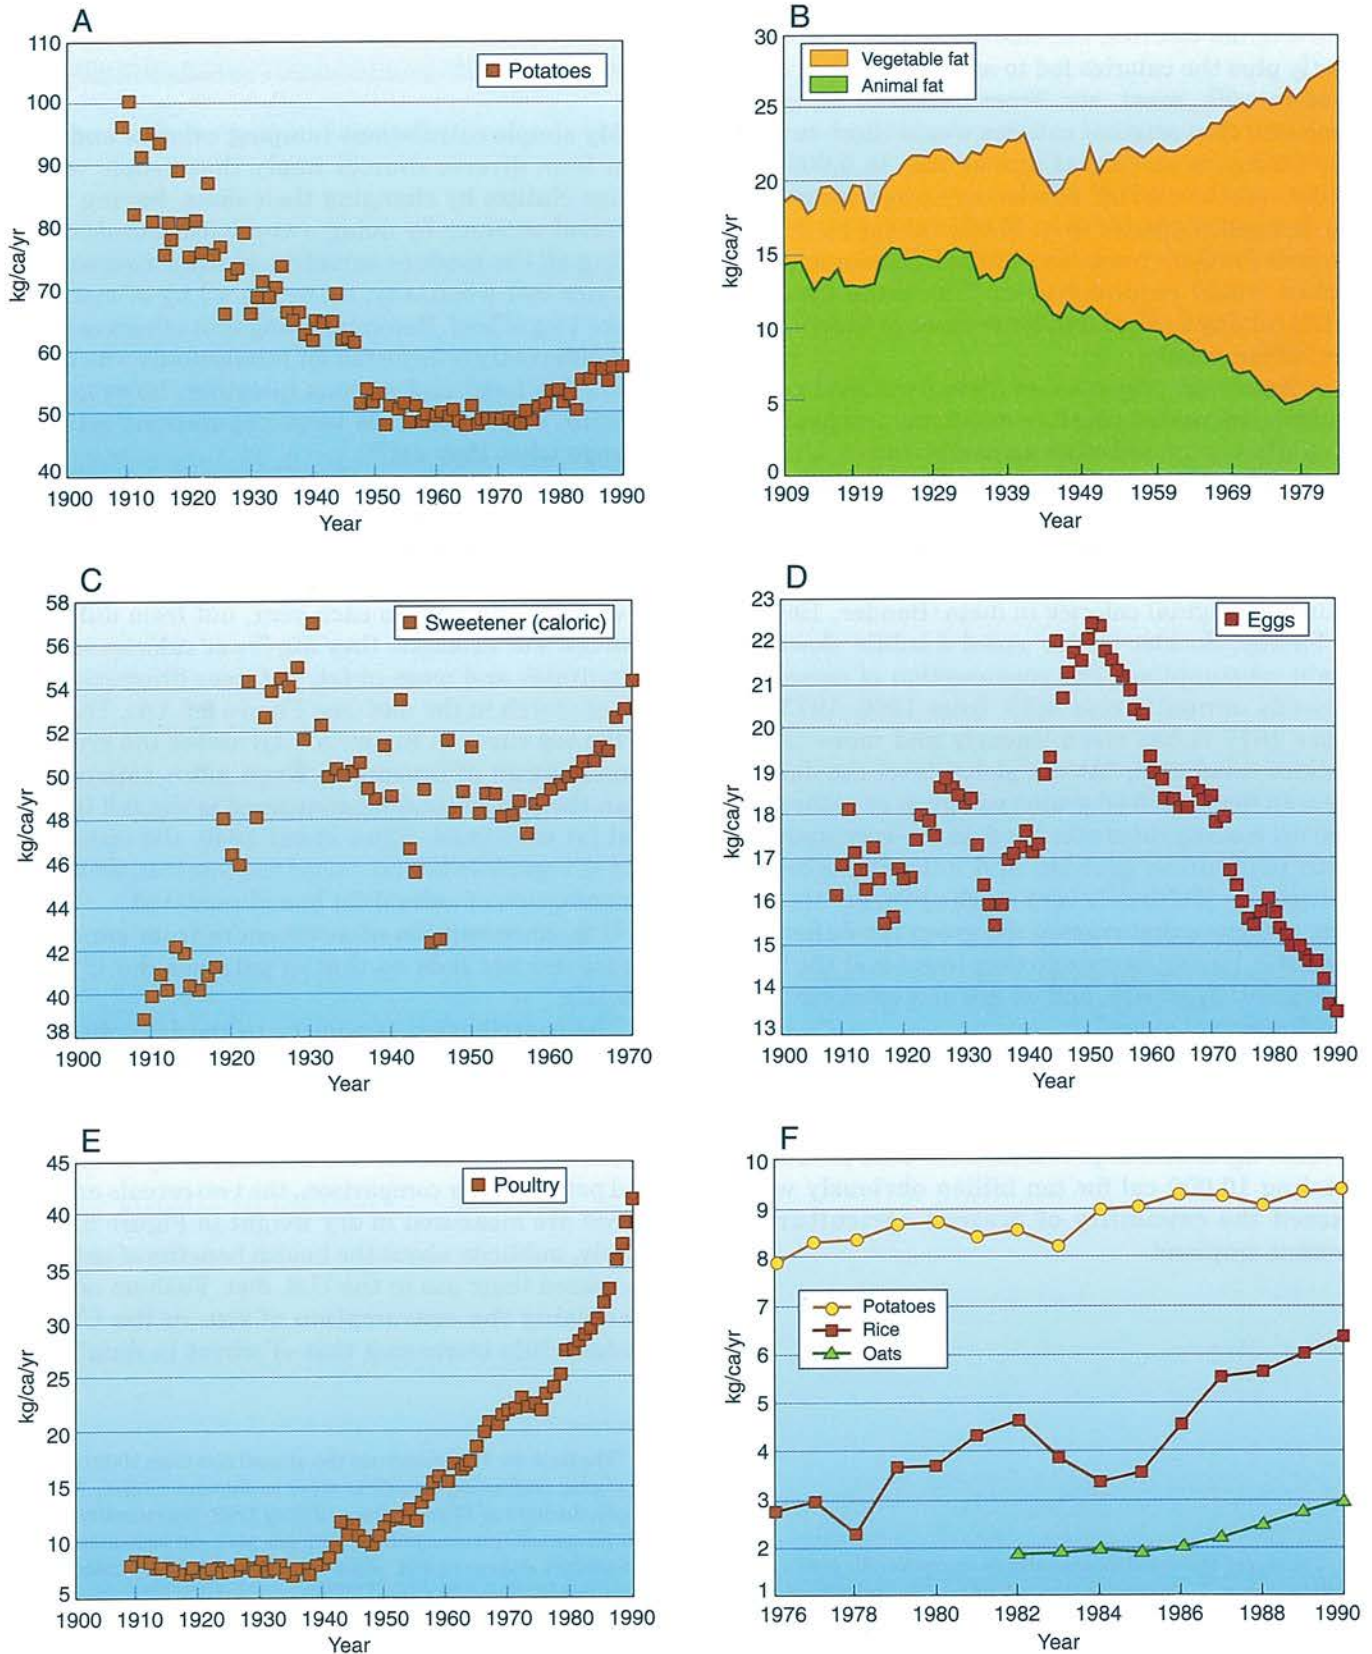 A
110
100
90
80
70
60
50
40
kg/ca/yr
Potatoes
1900 1910 1920 1930 1940 1950 1960 1970 1980 1990
Year
B
30
25
20
15
10
5
0
kg/ca/yr
Vegetable fat
Animal fat
1909 1919 1929 1939 1949 1959 1969 1979
Year
C
58
56
54
52
50
48
46
44
42
40
38
kg/ca/yr
Sweetener (caloric)
1900 1910 1920 1930 1940 1950 1960 1970
Year
D
23
22
21
20
19
18
17
16
15
14
13
kg/ca/yr
Eggs
1900 1910 1920 1930 1940 1950 1960 1970 1980 1990
Year
E
45
40
35
30
25
20
15
10
5
kg/ca/yr
Poultry
1900 1910 1920 1930 1940 1950 1960 1970 1980 1990
Year
F
10
9
8
7
6
5
4
3
2
1
kg/ca/yr
Potatoes
Rice
Oats
1976 1978 1980 1982 1984 1986 1988 1990
Year